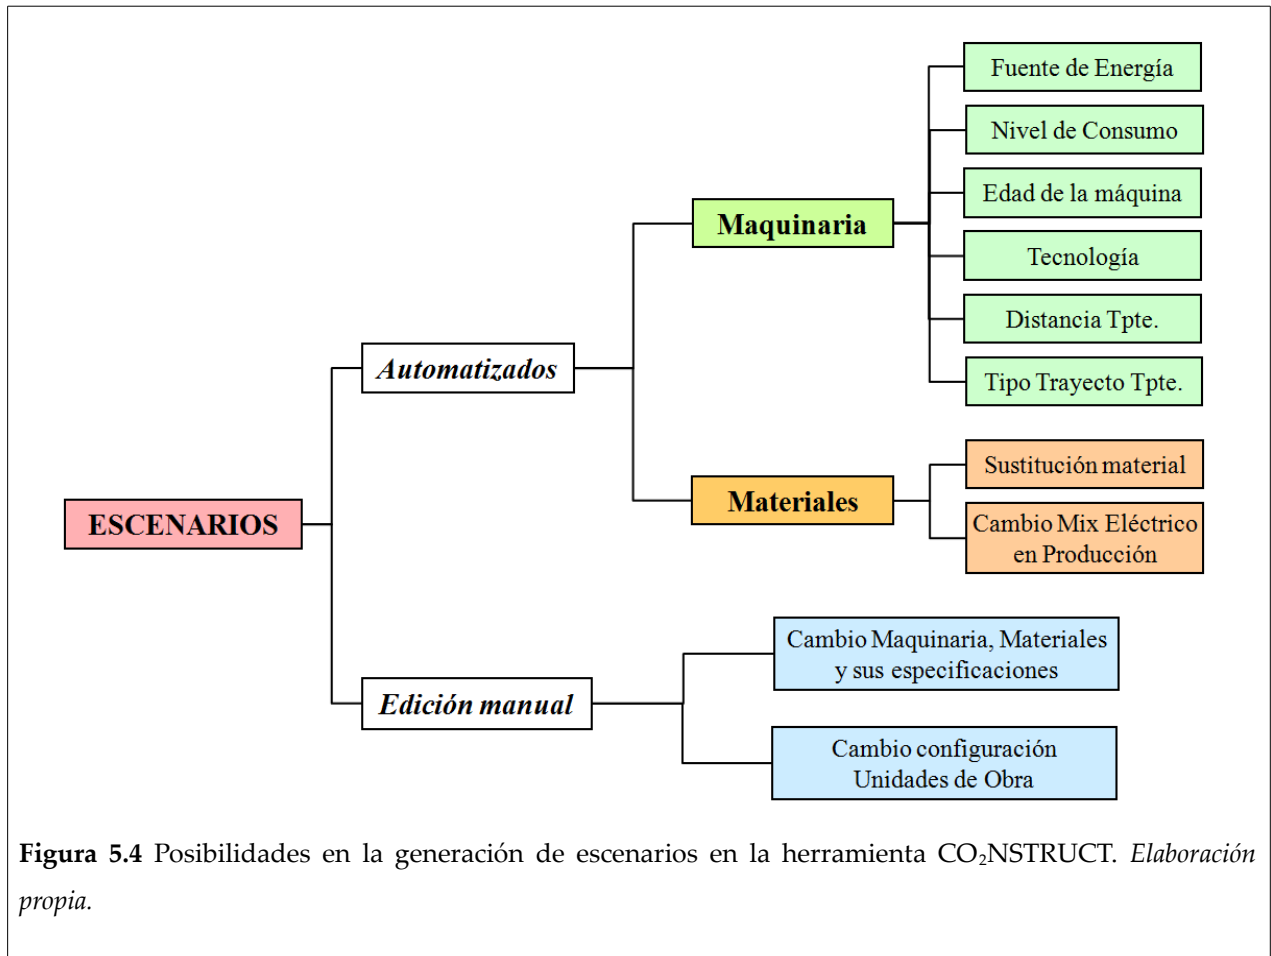 Fuente de Energía
Nivel de Consumo
Edad de la máquina
Maquinaria
Tecnología
Distancia Tpte.
Automatizados
Tipo Trayecto Tpte.
Sustitución material
Materiales
Cambio Mix Eléctrico
en Producción
ESCENARIOS
Cambio Maquinaria, Materiales
y sus especificaciones
Edición manual
Cambio configuración
Unidades de Obra
Figura 5.4 Posibilidades en la generación de escenarios en la herramienta CO₂NSTRUCT. Elaboración
propia.